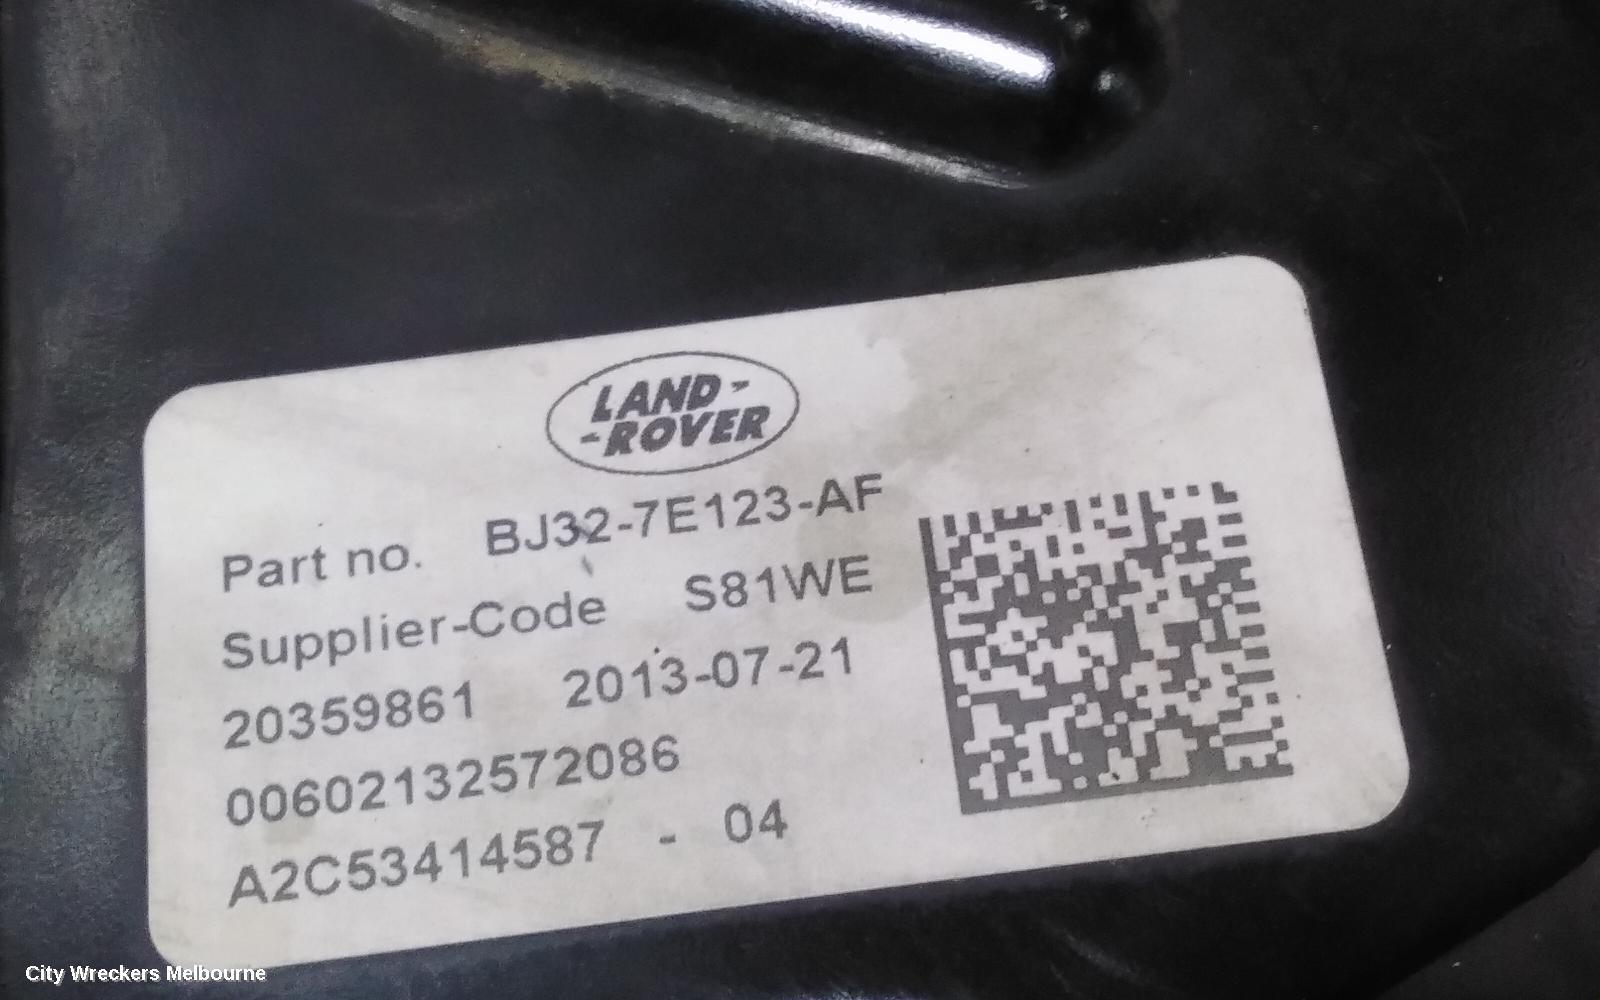 LAND-
-ROVER
Part no. BJ32-7E123-AF
Supplier-Code S81WE
20359861 2013-07-21
00602132572086
A2C53414587 - 04
City Wreckers Melbourne